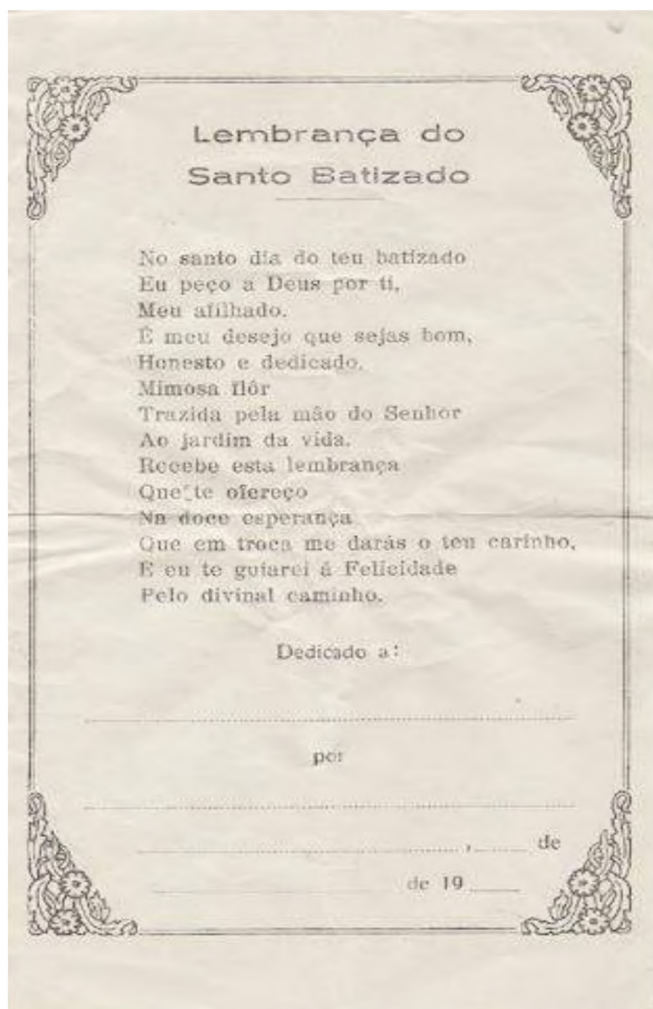 Lembrança do
Santo Batizado
No santo dia do teu batizado
Eu peço a Deus por ti,
Meu afilhado.
É meu desejo que sejas bom,
Honesto e dedicado.
Mimosa flôr
Trazida pela mão do Senhor
Ao jardim da vida.
Recebe esta lembrança
Que te ofereço
Na doce esperança
Que em troca me darás o teu carinho,
E eu te guiarei á Felicidade
Pelo divinal caminho.
Dedicado a:
por
, de
de 19